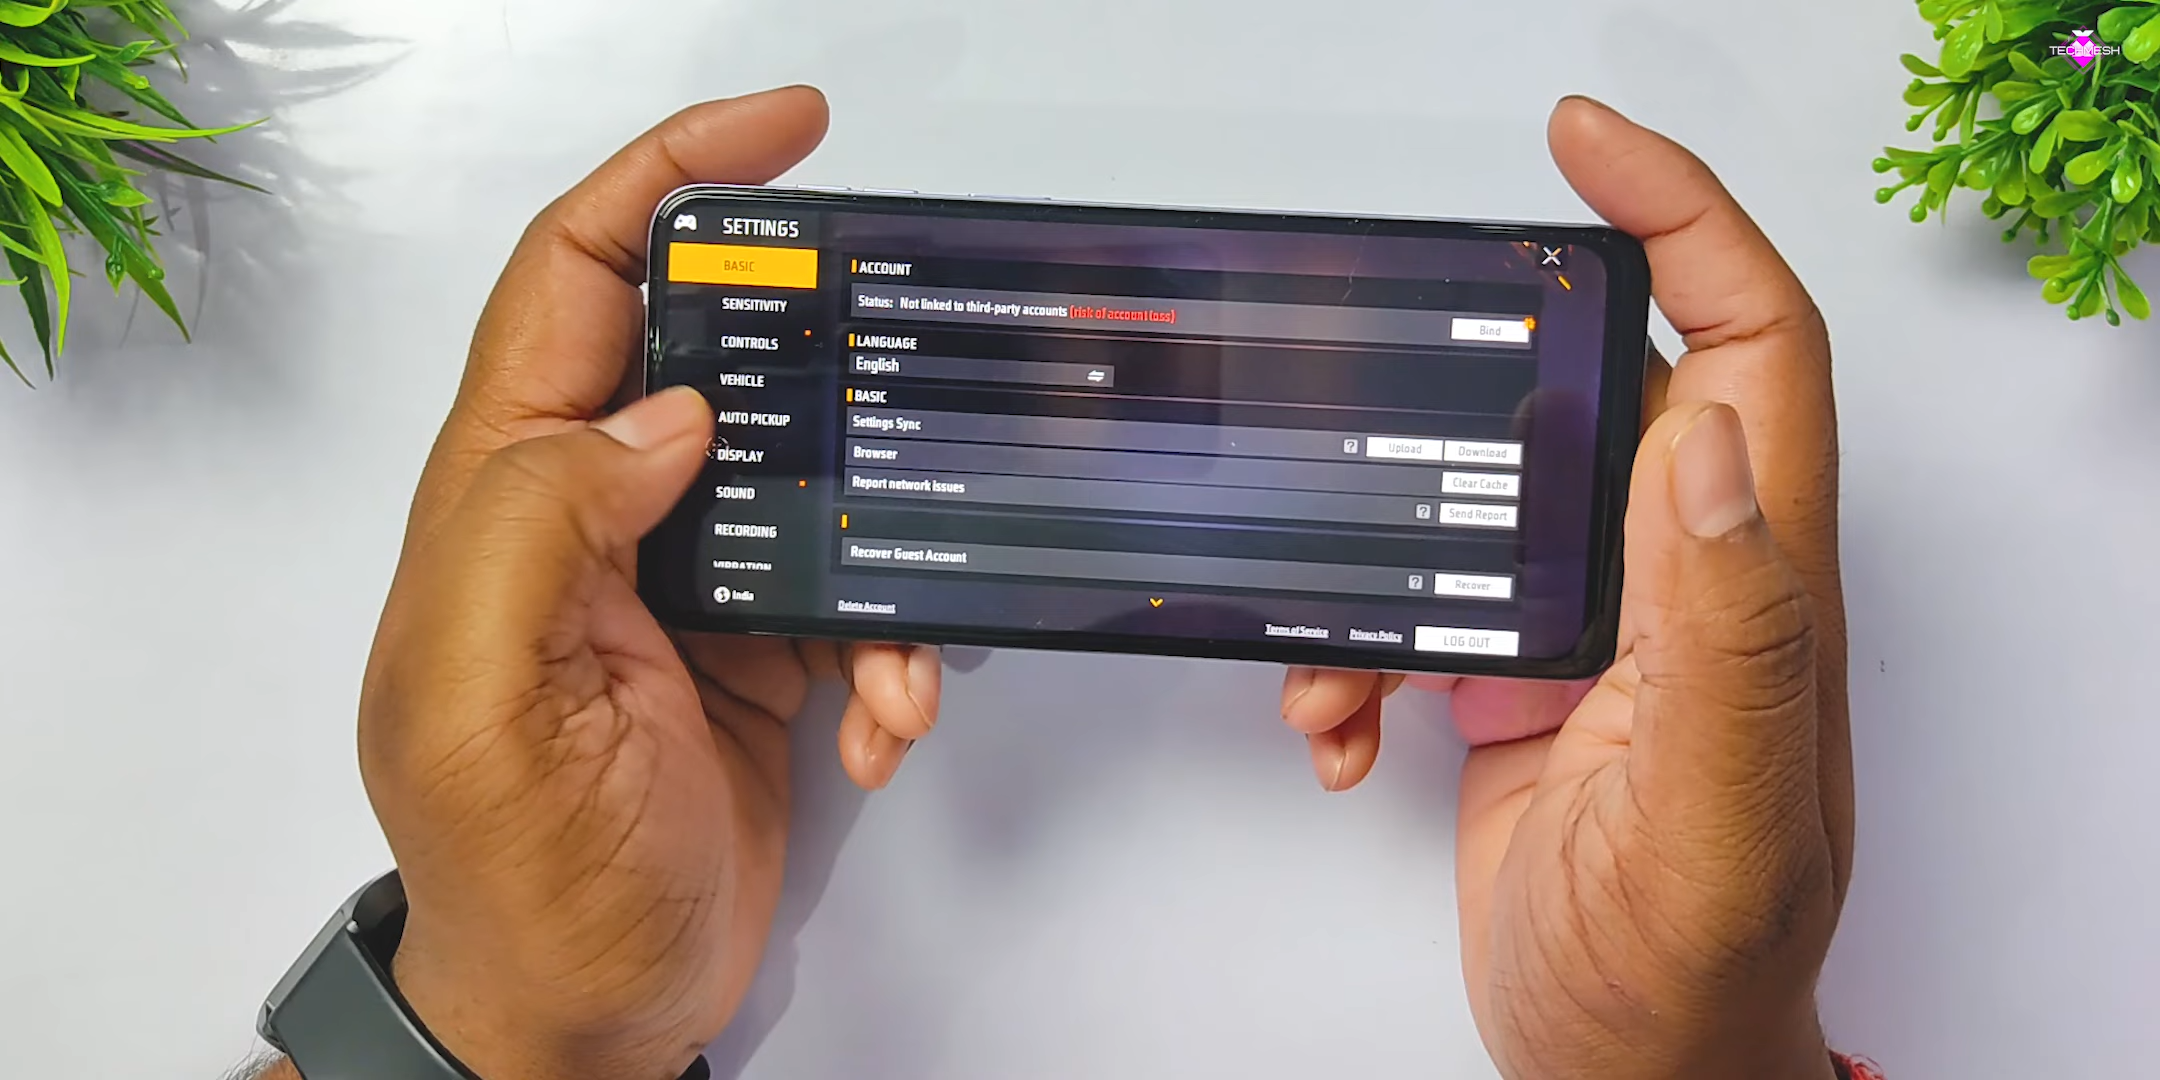 TECHMESH
SETTINGS
BASIC
SENSITIVITY
CONTROLS
VEHICLE
AUTO PICKUP
DISPLAY
SOUND
RECORDING
VIBRATION
India
ACCOUNT
Status: Not linked to third-party accounts (risk of account loss)
Bind
LANGUAGE
English
BASIC
Settings Sync
? Upload Download
Browser
Clear Cache
Report network issues
? Send Report
Recover Guest Account
? Recover
Delete Account
Terms of Service Privacy Policy LOG OUT